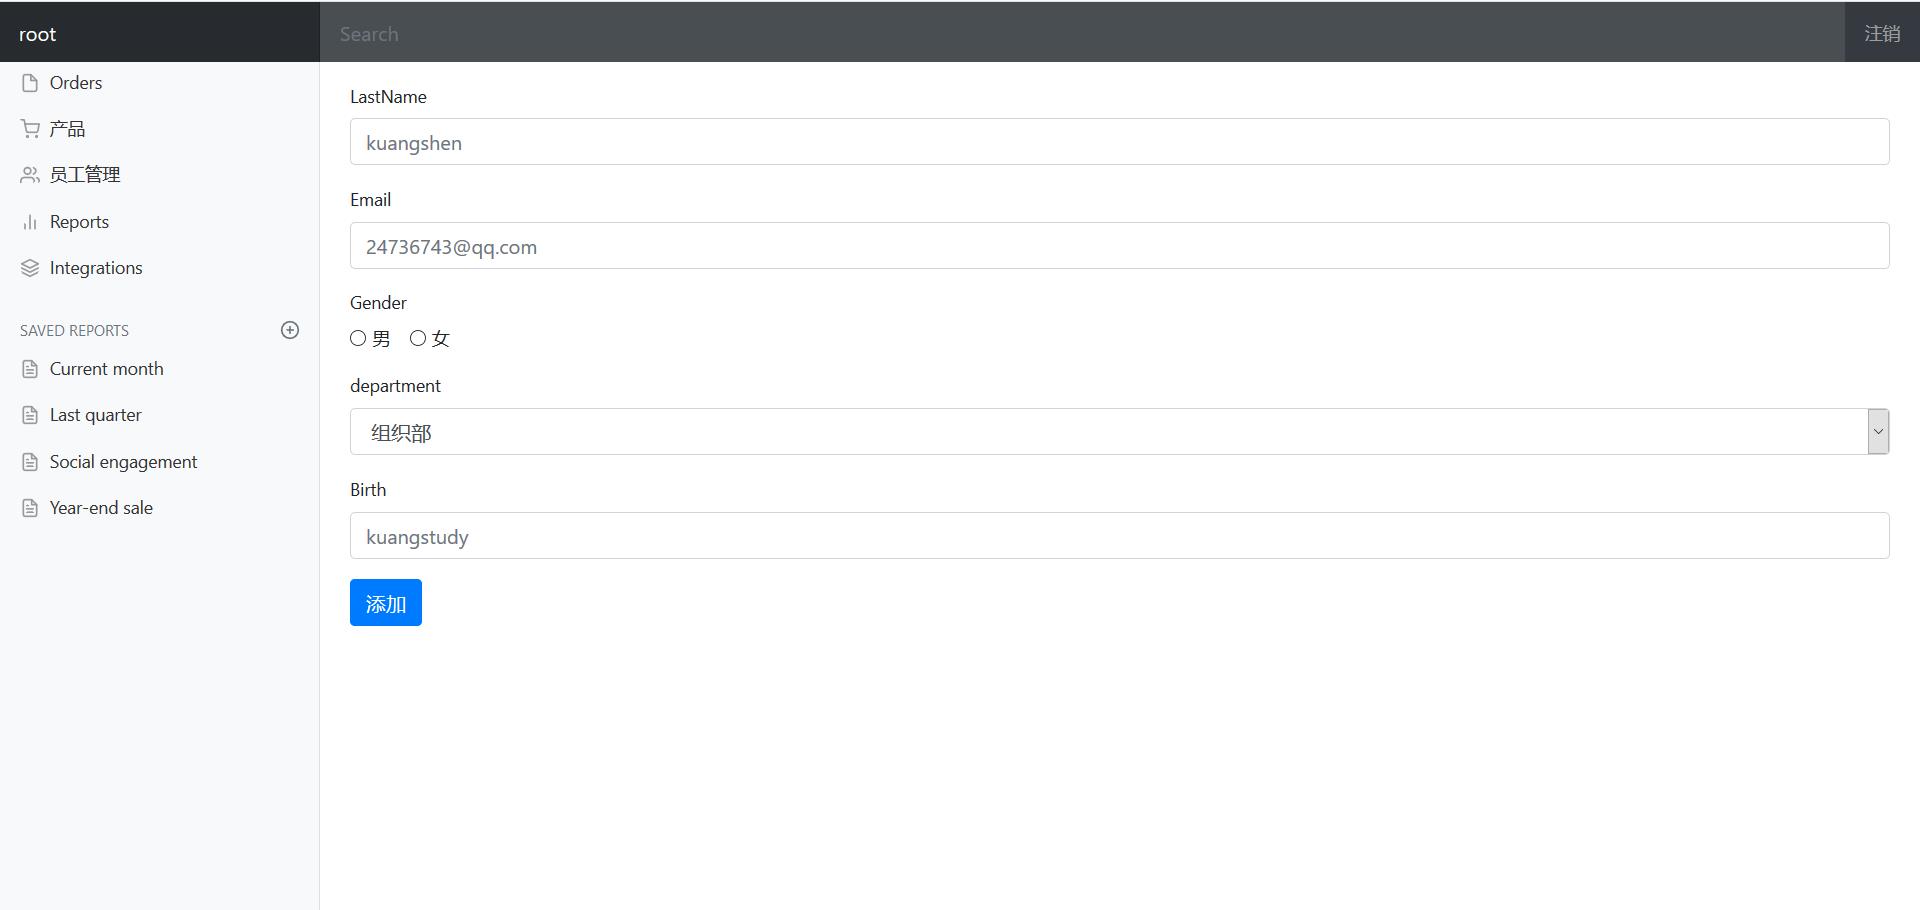 root
Search
注销
Orders
产品
员工管理
Reports
Integrations
SAVED REPORTS
Current month
Last quarter
Social engagement
Year-end sale
LastName
kuangshen
Email
24736743@qq.com
Gender
男 女
department
组织部
Birth
kuangstudy
添加